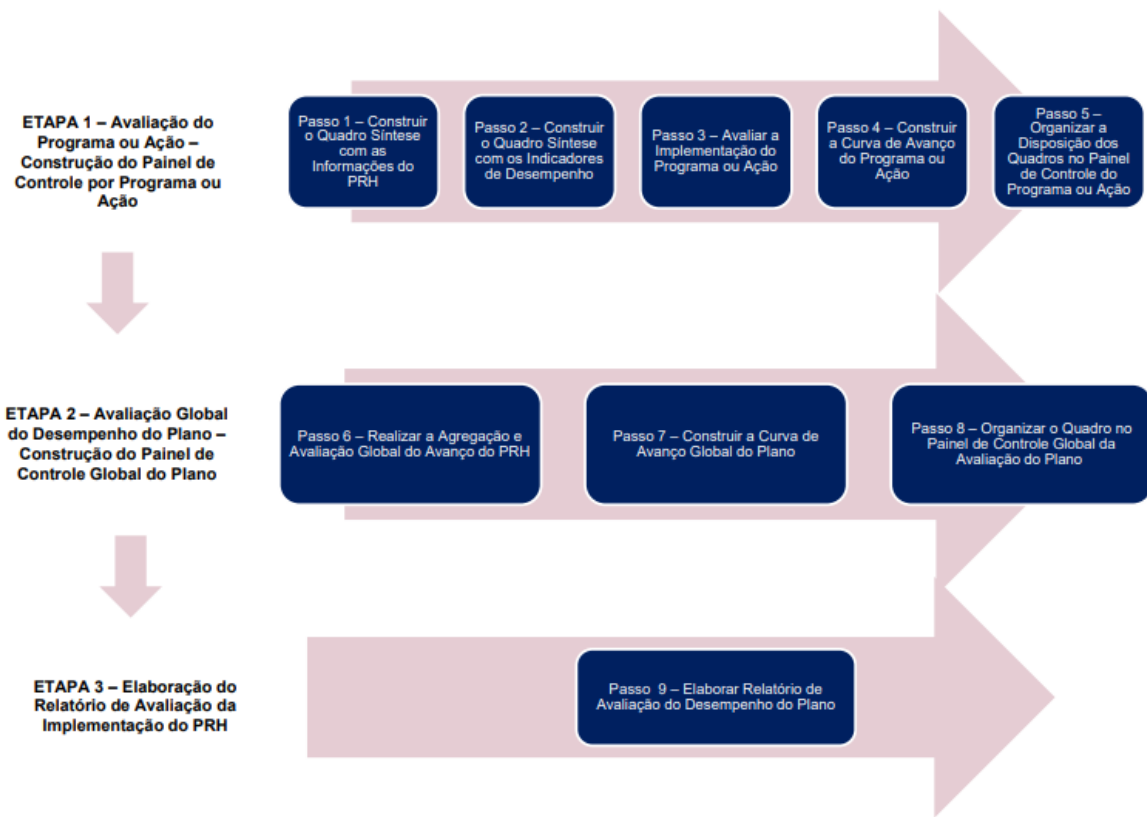 ETAPA 1 – Avaliação do
Programa ou Ação –
Construção do Painel de
Controle por Programa ou
Ação
Passo 1 – Construir
o Quadro Síntese
com as
Informações do
PRH
Passo 2 – Construir
o Quadro Síntese
com os Indicadores
de Desempenho
Passo 3 – Avaliar a
Implementação do
Programa ou Ação
Passo 4 – Construir
a Curva de Avanço
do Programa ou
Ação
Passo 5 –
Organizar a
Disposição dos
Quadros no Painel
de Controle do
Programa ou Ação
ETAPA 2 – Avaliação Global
do Desempenho do Plano –
Construção do Painel de
Controle Global do Plano
Passo 6 – Realizar a Agregação e
Avaliação Global do Avanço do PRH
Passo 7 – Construir a Curva de
Avanço Global do Plano
Passo 8 – Organizar o Quadro no
Painel de Controle Global da
Avaliação do Plano
ETAPA 3 – Elaboração do
Relatório de Avaliação da
Implementação do PRH
Passo 9 – Elaborar Relatório de
Avaliação do Desempenho do Plano